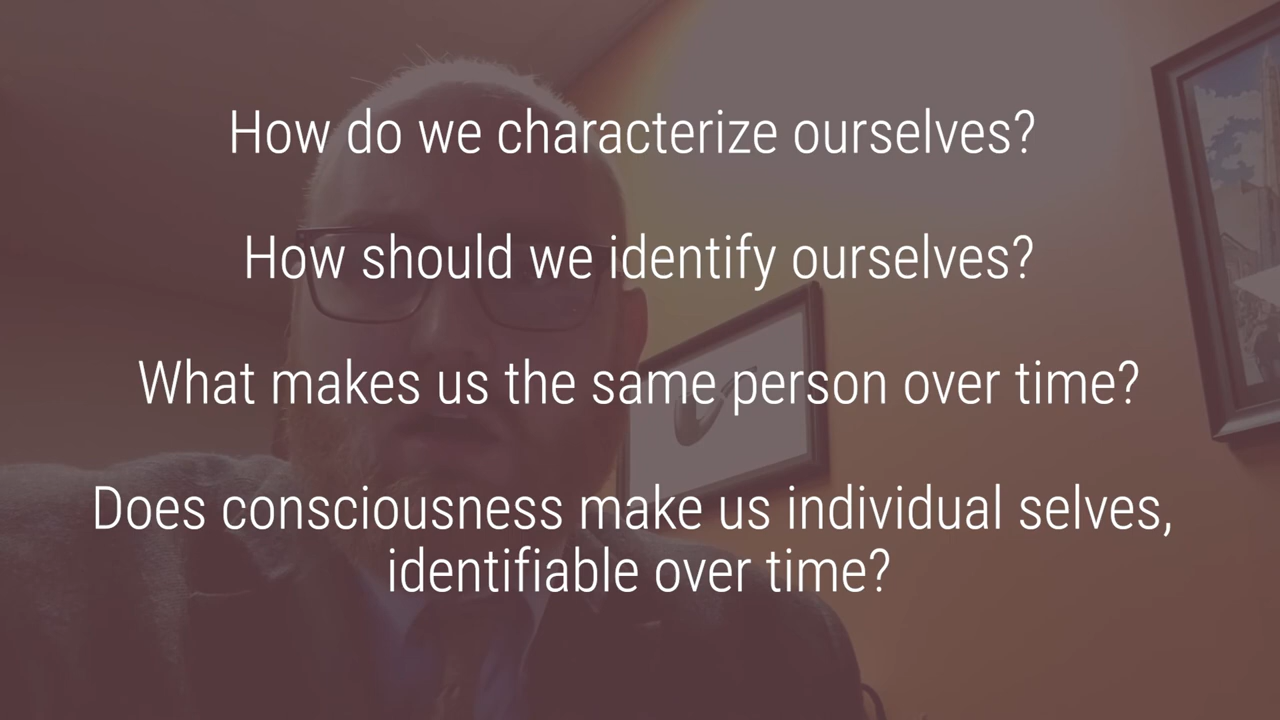 How do we characterize ourselves?
How should we identify ourselves?
What makes us the same person over time?
Does consciousness make us individual selves,
identifiable over time?